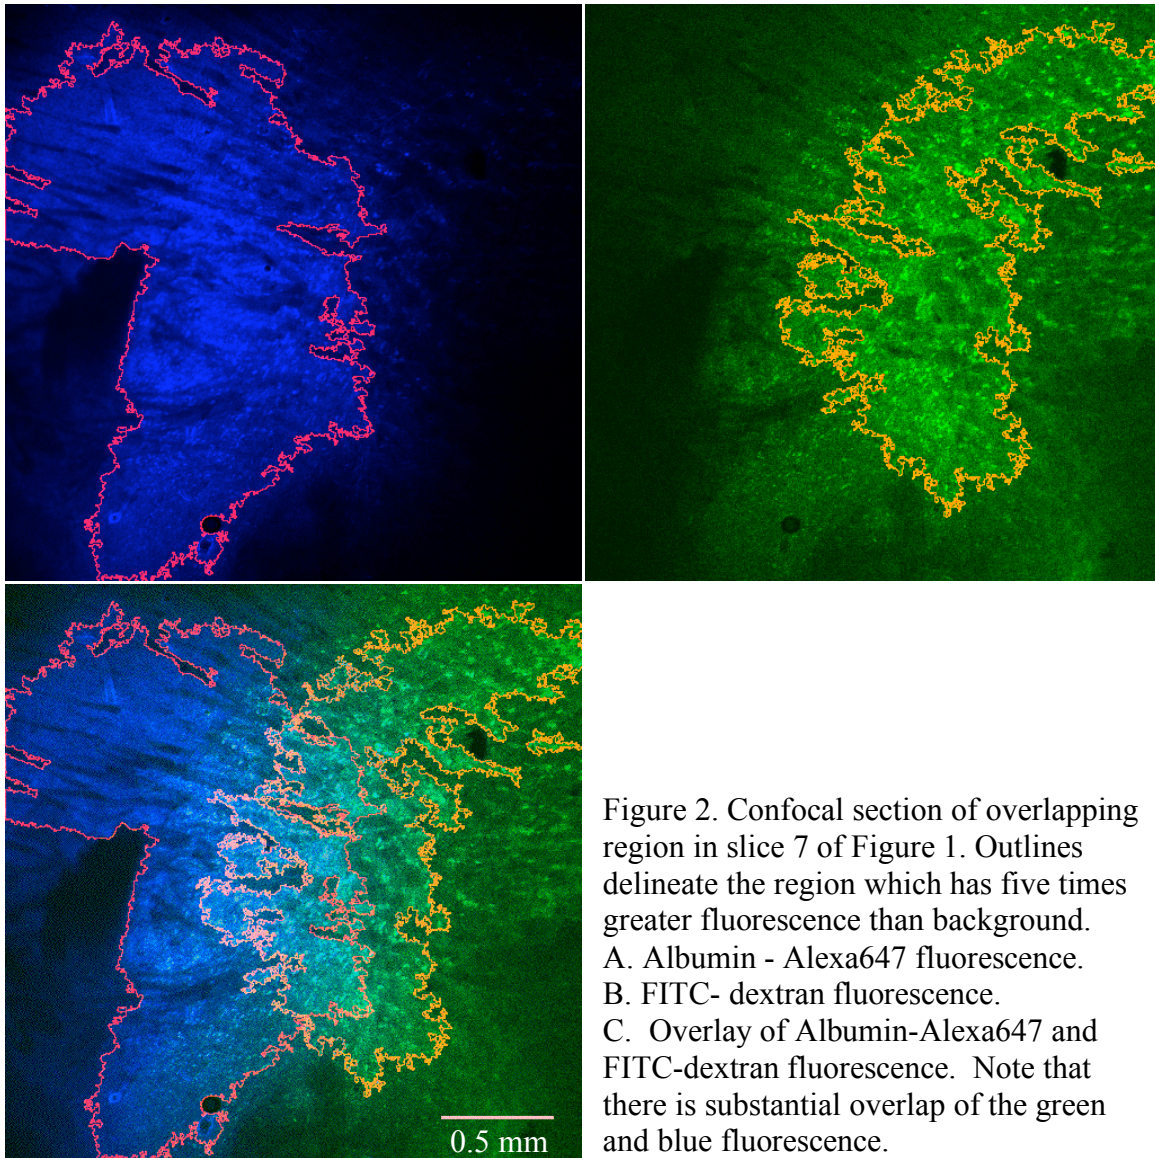 0.5 mm
Figure 2. Confocal section of overlapping
region in slice 7 of Figure 1. Outlines
delineate the region which has five times
greater fluorescence than background.
A. Albumin - Alexa647 fluorescence.
B. FITC- dextran fluorescence.
C.  Overlay of Albumin-Alexa647 and
FITC-dextran fluorescence.  Note that
there is substantial overlap of the green
and blue fluorescence.